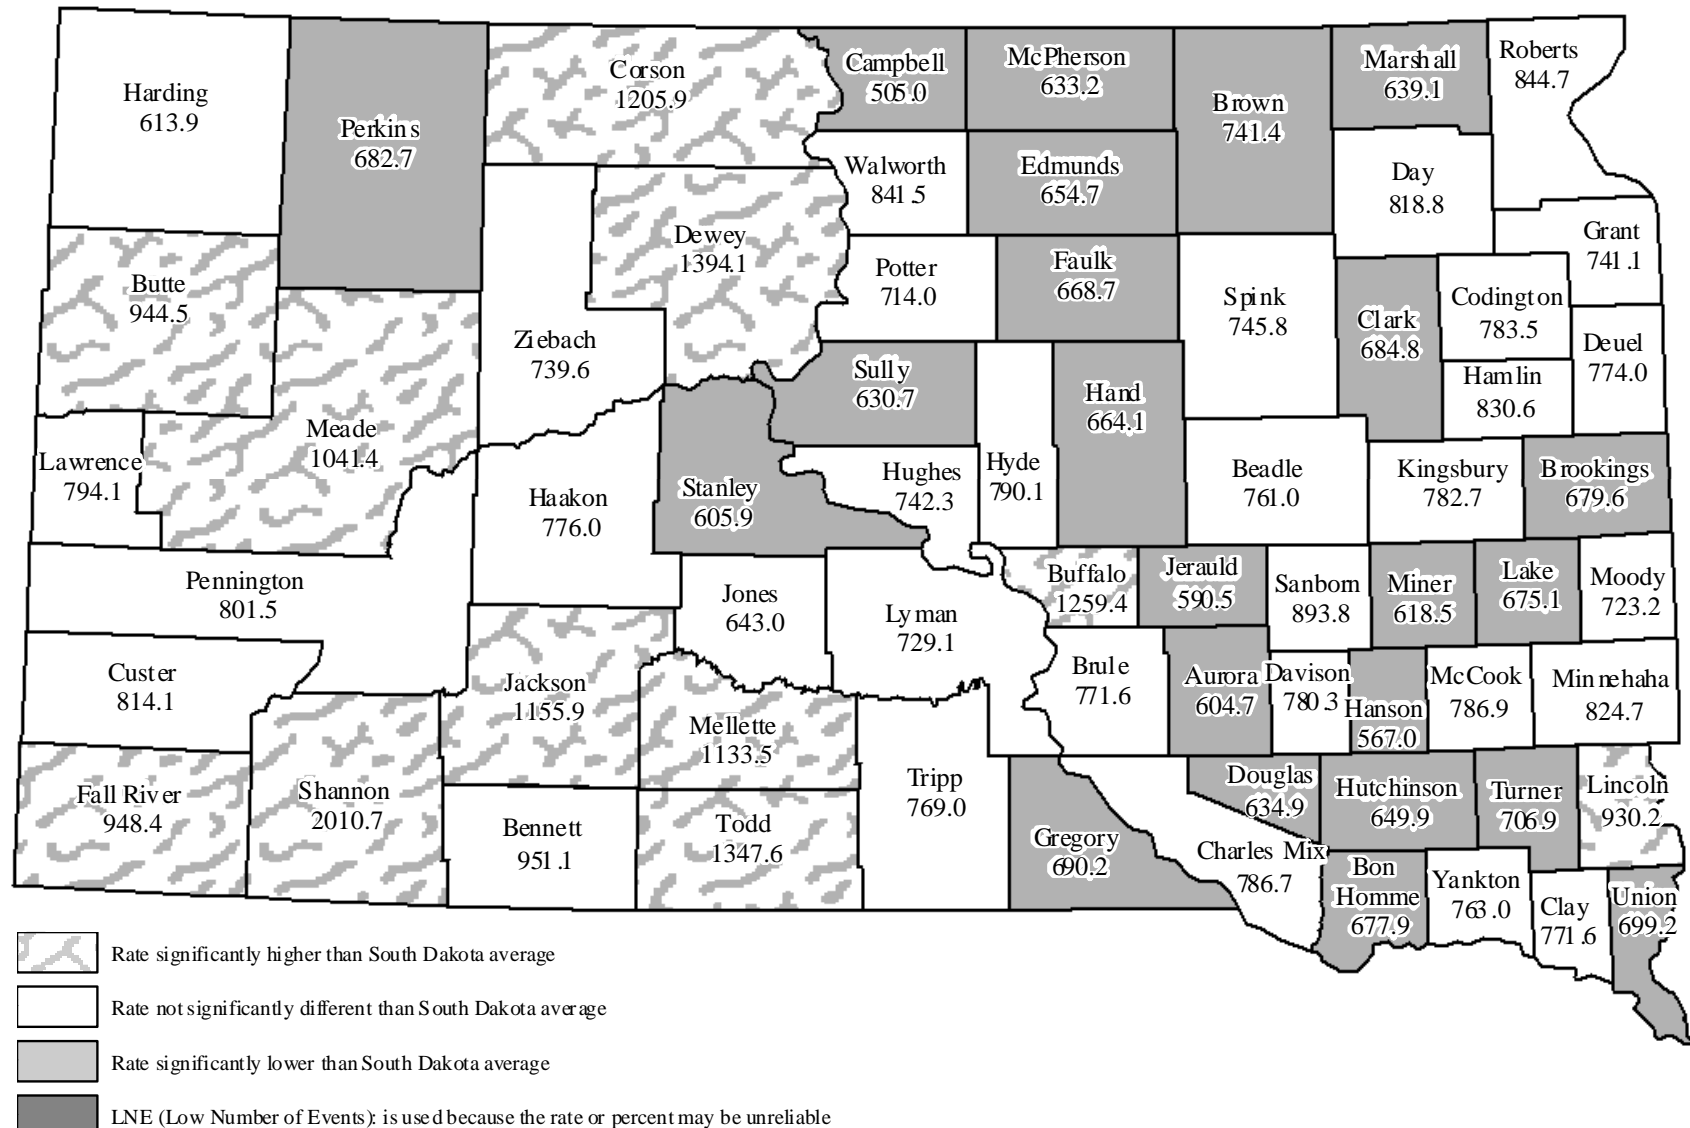 Harding
613.9
Perkins
682.7
Corson
1205.9
Campbell
505.0
McPherson
633.2
Brown
741.4
Marshall
639.1
Roberts
844.7
Walworth
841.5
Edmunds
654.7
Day
818.8
Grant
741.1
Butte
944.5
Dewey
1394.1
Potter
714.0
Faulk
668.7
Spink
745.8
Clark
684.8
Codington
783.5
Deuel
774.0
Hamlin
830.6
Ziebach
739.6
Meade
1041.4
Sully
630.7
Hand
664.1
Lawrence
794.1
Haakon
776.0
Stanley
605.9
Hughes
742.3
Hyde
790.1
Beadle
761.0
Kingsbury
782.7
Brookings
679.6
Pennington
801.5
Jones
643.0
Lyman
729.1
Buffalo
1259.4
Jerauld
590.5
Sanborn
893.8
Miner
618.5
Lake
675.1
Moody
723.2
Custer
814.1
Jackson
1155.9
Mellette
1133.5
Brule
771.6
Aurora
604.7
Davison
780.3
Hanson
567.0
McCook
786.9
Minnehaha
824.7
Fall River
948.4
Shannon
2010.7
Bennett
951.1
Todd
1347.6
Tripp
769.0
Gregory
690.2
Douglas
634.9
Charles Mix
786.7
Hutchinson
649.9
Turner
706.9
Lincoln
930.2
Bon
Homme
677.9
Yankton
763.0
Clay
771.6
Union
699.2
Rate significantly higher than South Dakota average
Rate not significantly different than South Dakota average
Rate significantly lower than South Dakota average
LNE (Low Number of Events): is used because the rate or percent may be unreliable